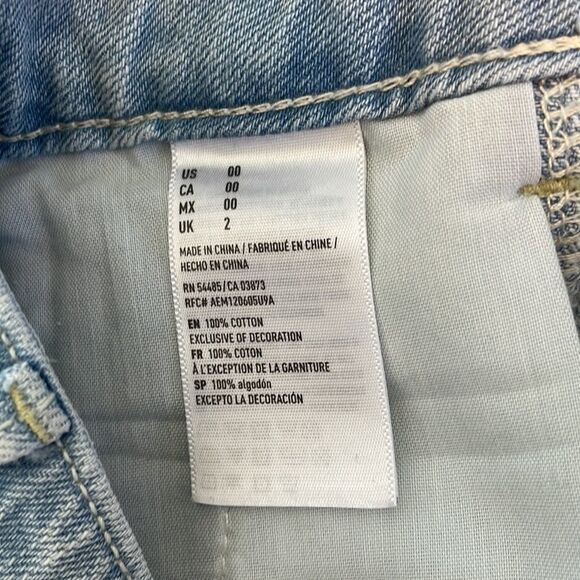 US 00
CA 00
MX 00
UK 2
MADE IN CHINA / FABRIQUÉ EN CHINE /
HECHO EN CHINA
RN 54485/CA 03873
RFC# AEM120605U9A
EN 100% COTTON
EXCLUSIVE OF DECORATION
FR 100% COTON
À L'EXCEPTION DE LA GARNITURE
SP 100% algodón
EXCEPTO LA DECORACIÓN